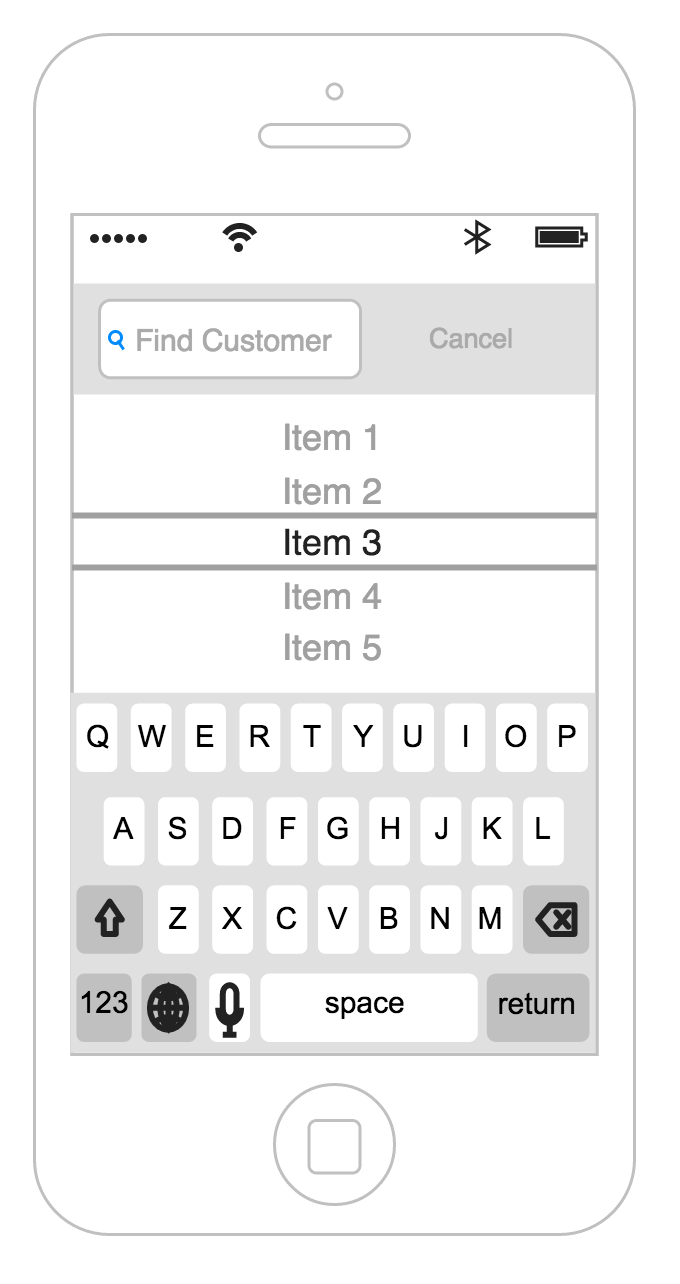 Find Customer Cancel
Item 1
Item 2
Item 3
Item 4
Item 5
Q W E R T Y U I O P
A S D F G H J K L
Z X C V B N M
123 space return